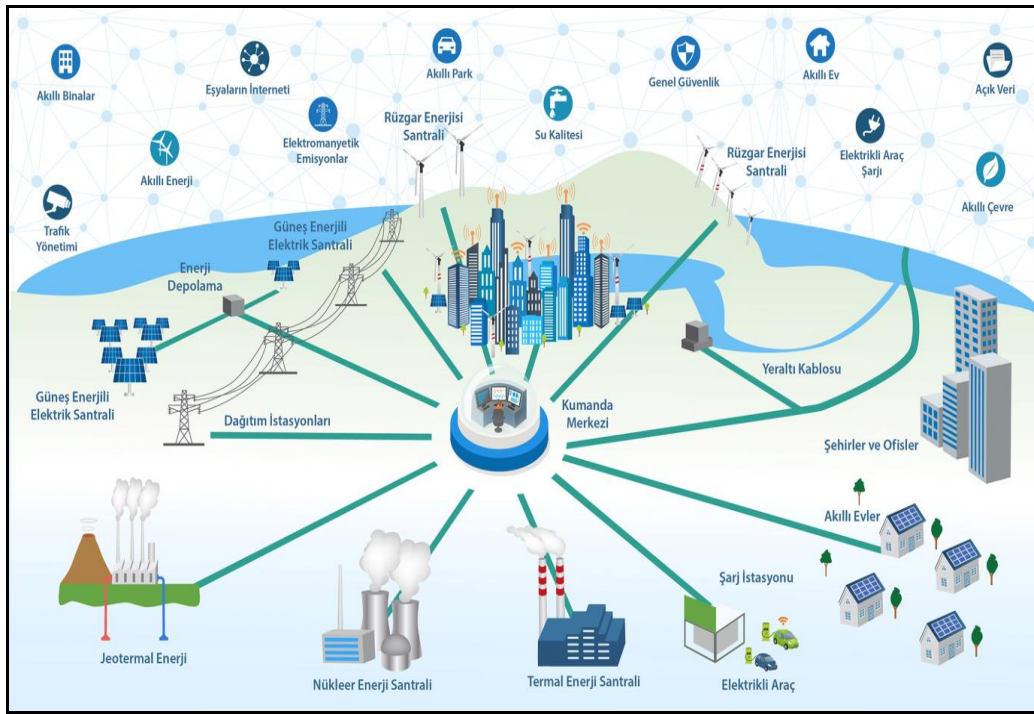 Akıllı Binalar
Eşyaların İnterneti
Akıllı Park
Genel Güvenlik
Akıllı Ev
Açık Veri
Akıllı Enerji
Elektromanyetik
Emisyonlar
Rüzgar Enerjisi
Santrali
Su Kalitesi
Rüzgar Enerjisi
Santrali
Elektrikli Araç
Şarjı
Akıllı Çevre
Trafik
Yönetimi
Güneş Enerjili
Elektrik Santrali
Enerji
Depolama
Güneş Enerjili
Elektrik Santrali
Dağıtım İstasyonları
Kumanda
Merkezi
Yeraltı Kablosu
Şehirler ve Ofisler
Akıllı Evler
Şarj İstasyonu
Jeotermal Enerji
Nükleer Enerji Santrali
Termal Enerji Santrali
Elektrikli Araç